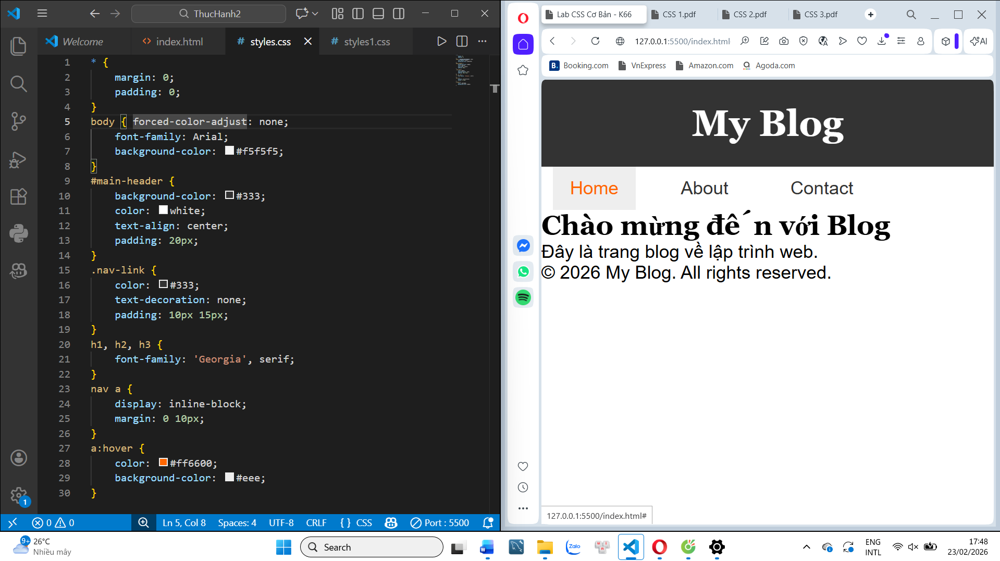 ThucHanh2
Welcome
index.html
styles.css
styles1.css
1 * {
2 margin: 0;
3 padding: 0;
4 }
5 body { forced-color-adjust: none;
6 font-family: Arial;
7 background-color: #f5f5f5;
8 }
9 #main-header {
10 background-color: #333;
11 color: white;
12 text-align: center;
13 padding: 20px;
14 }
15 .nav-link {
16 color: #333;
17 text-decoration: none;
18 padding: 10px 15px;
19 }
20 h1, h2, h3 {
21 font-family: 'Georgia', serif;
22 }
23 nav a {
24 display: inline-block;
25 margin: 0 10px;
26 }
27 a:hover {
28 color: #ff6600;
29 background-color: #eee;
30 }
1
0 0
Ln 5, Col 8 Spaces: 4 UTF-8 CRLF { } CSS Port : 5500
Lab CSS Cơ Bản - K66
CSS 1.pdf
CSS 2.pdf
CSS 3.pdf
127.0.0.1:5500/index.html
AI
B. Booking.com
VnExpress
Amazon.com
Agoda.com
My Blog
Home About Contact
Chào mừng đến với Blog
Đây là trang blog về lập trình web.
© 2026 My Blog. All rights reserved.
127.0.0.1:5500/index.html#
9+
26°C
Nhiều mây
Search
W
Zalo
ENG
INTL
17:48
23/02/2026